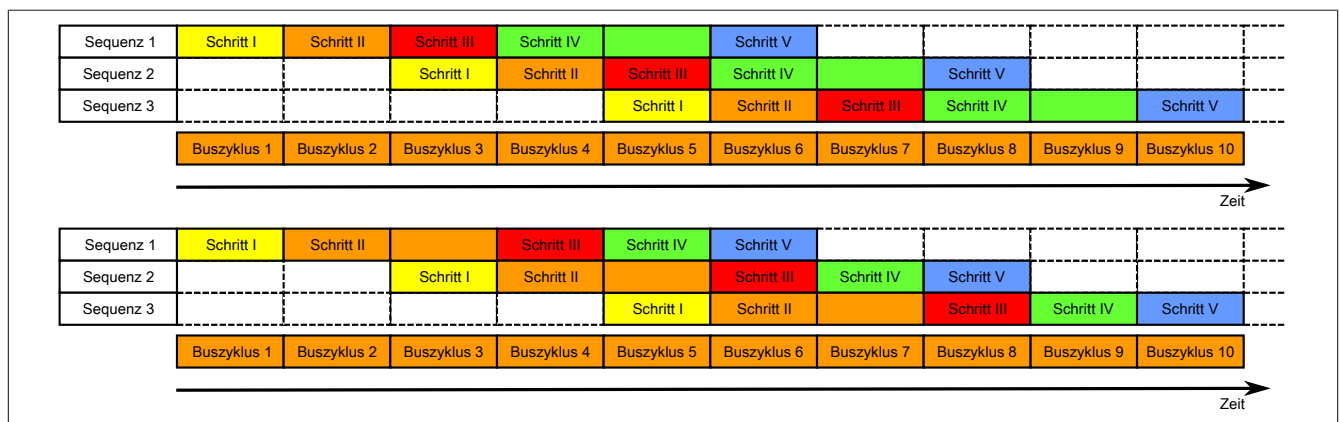 Sequenz 1 Schritt I Schritt II Schritt III Schritt IV Schritt V
Sequenz 2 Schritt I Schritt II Schritt III Schritt IV Schritt V
Sequenz 3 Schritt I Schritt II Schritt III Schritt IV Schritt V
Buszyklus 1 Buszyklus 2 Buszyklus 3 Buszyklus 4 Buszyklus 5 Buszyklus 6 Buszyklus 7 Buszyklus 8 Buszyklus 9 Buszyklus 10
Zeit
Sequenz 1 Schritt I Schritt II Schritt III Schritt IV Schritt V
Sequenz 2 Schritt I Schritt II Schritt III Schritt IV Schritt V
Sequenz 3 Schritt I Schritt II Schritt III Schritt IV Schritt V
Buszyklus 1 Buszyklus 2 Buszyklus 3 Buszyklus 4 Buszyklus 5 Buszyklus 6 Buszyklus 7 Buszyklus 8 Buszyklus 9 Buszyklus 10
Zeit